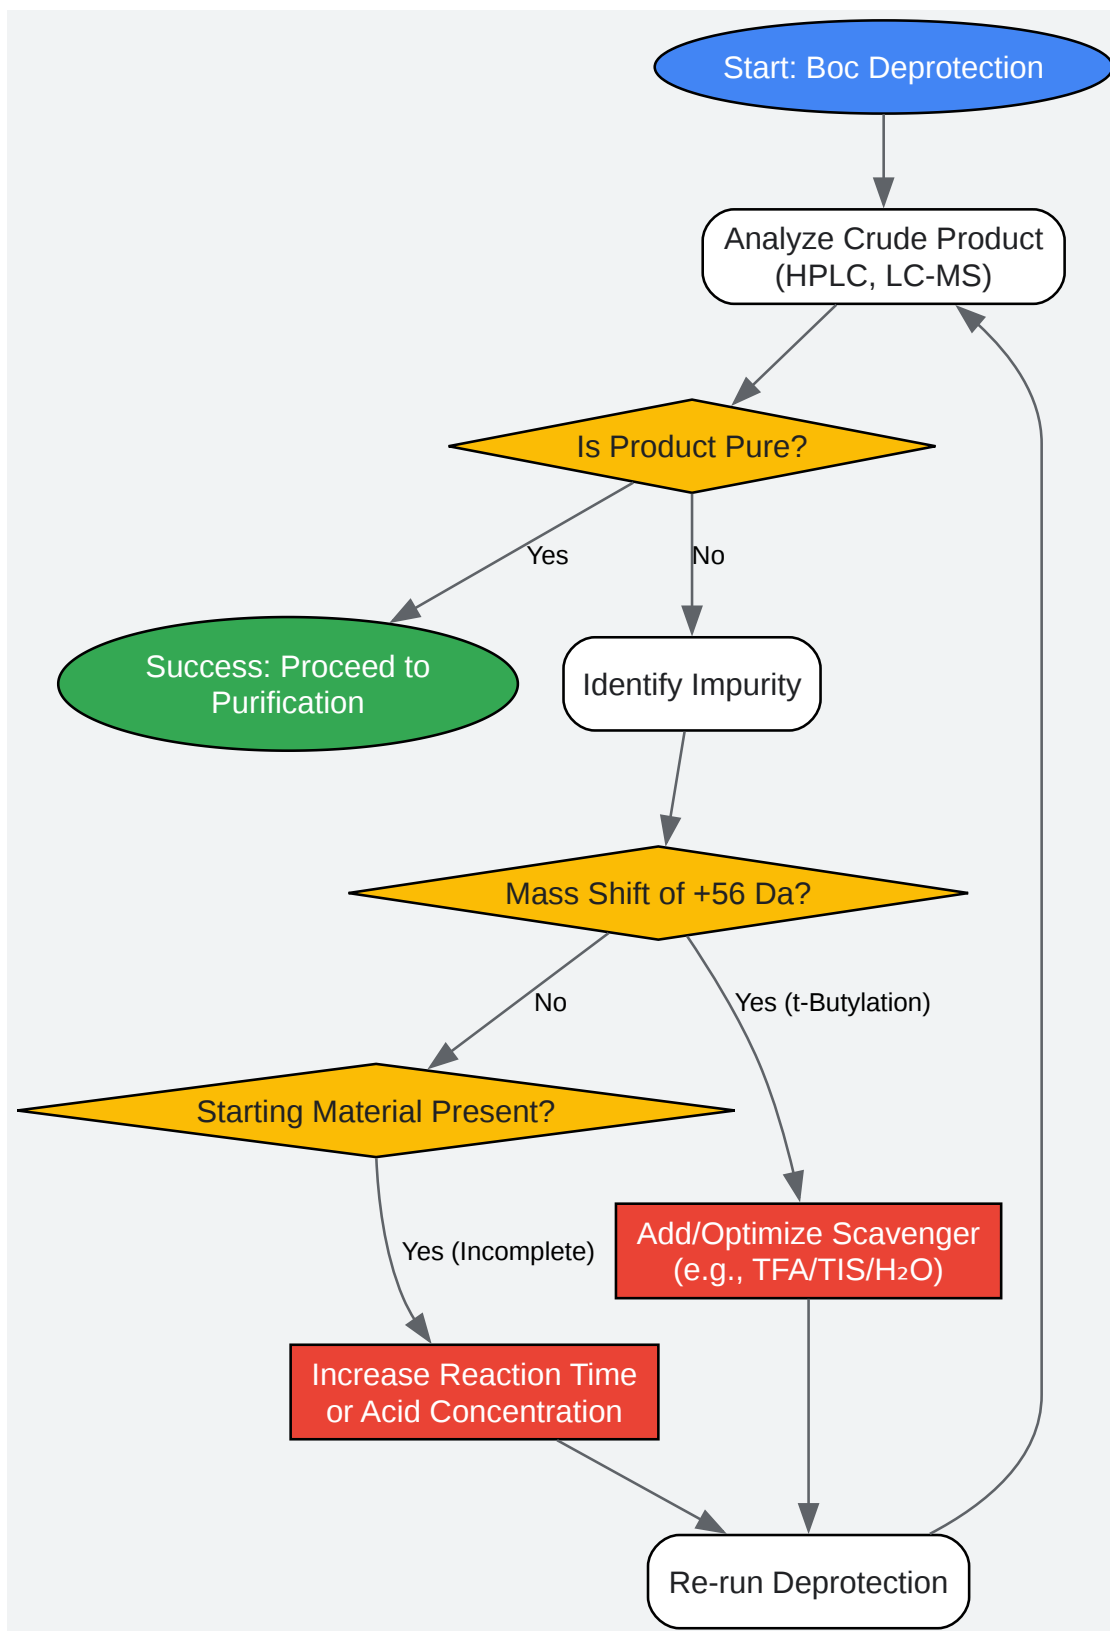 Start: Boc Deprotection
Analyze Crude Product
(HPLC, LC-MS)
Is Product Pure?
Yes
No
Success: Proceed to
Purification
Identify Impurity
Mass Shift of +56 Da?
No
Yes (t-Butylation)
Starting Material Present?
Yes (Incomplete)
Add/Optimize Scavenger
(e.g., TFA/TIS/H₂O)
Increase Reaction Time
or Acid Concentration
Re-run Deprotection